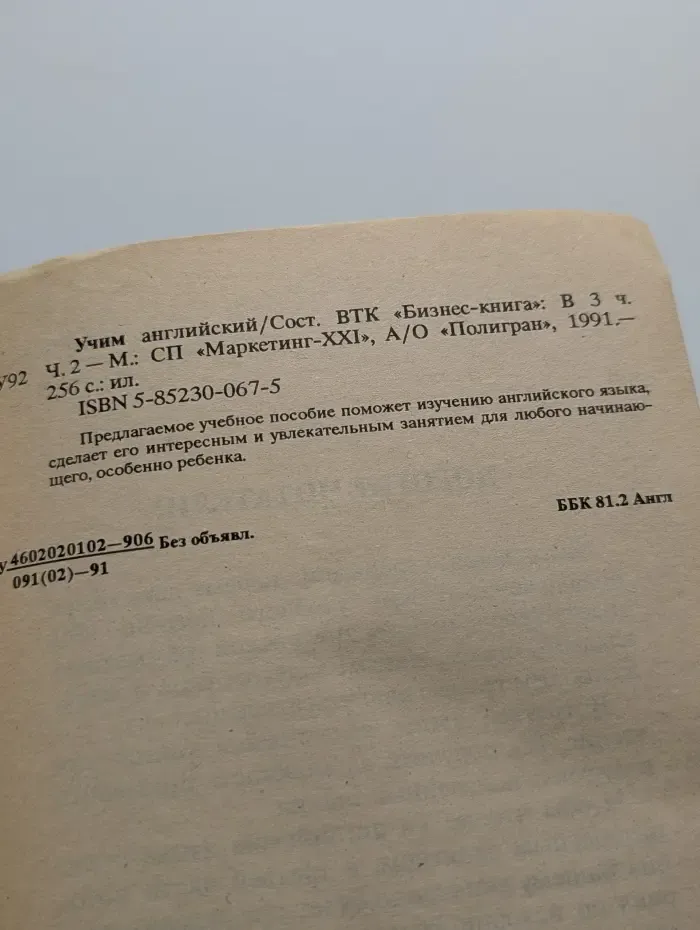 Учим английский/Сост. ВТК «Бизнес-книга»: В 3 ч.
У92 Ч. 2 — М.: СП «Маркетинг-XXI», А/О «Полигран», 1991.—
256 с.: ил.
ISBN 5-85230-067-5
Предлагаемое учебное пособие поможет изучению английского языка,
сделает его интересным и увлекательным занятием для любого начинаю-
щего, особенно ребенка.
ББК 81.2 Англ
У 4602020102—906 Без объявл.
091(02)—91